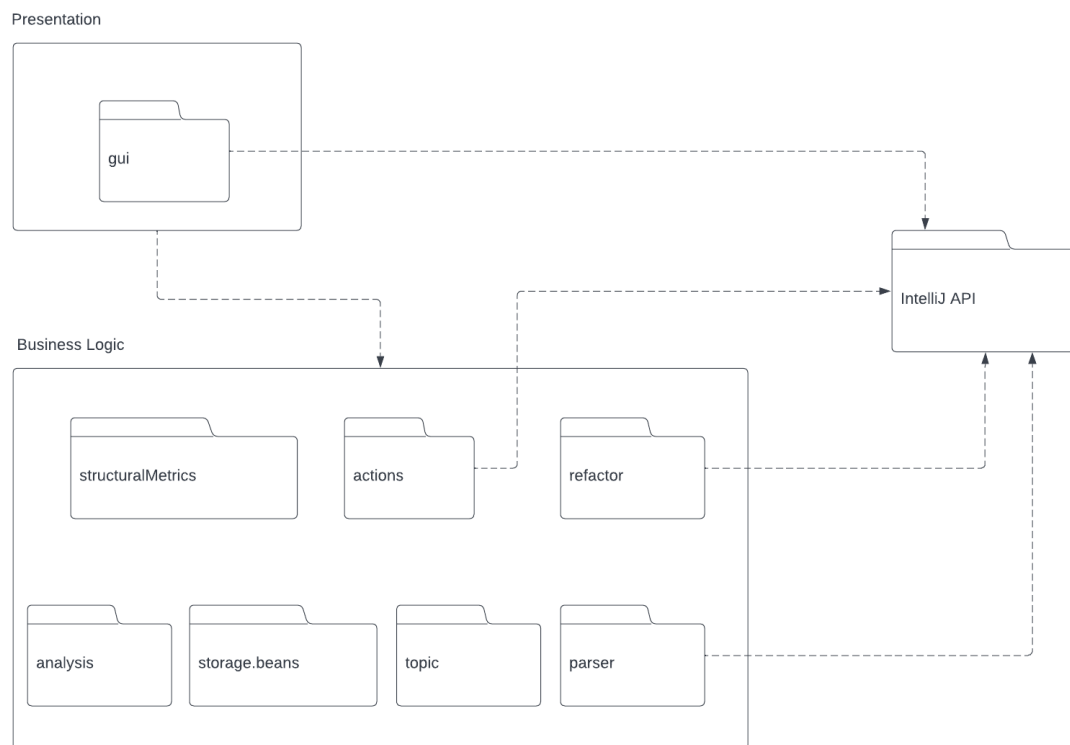 Presentation
gui
IntelliJ API
Business Logic
structuralMetrics
actions
refactor
analysis
storage.beans
topic
parser